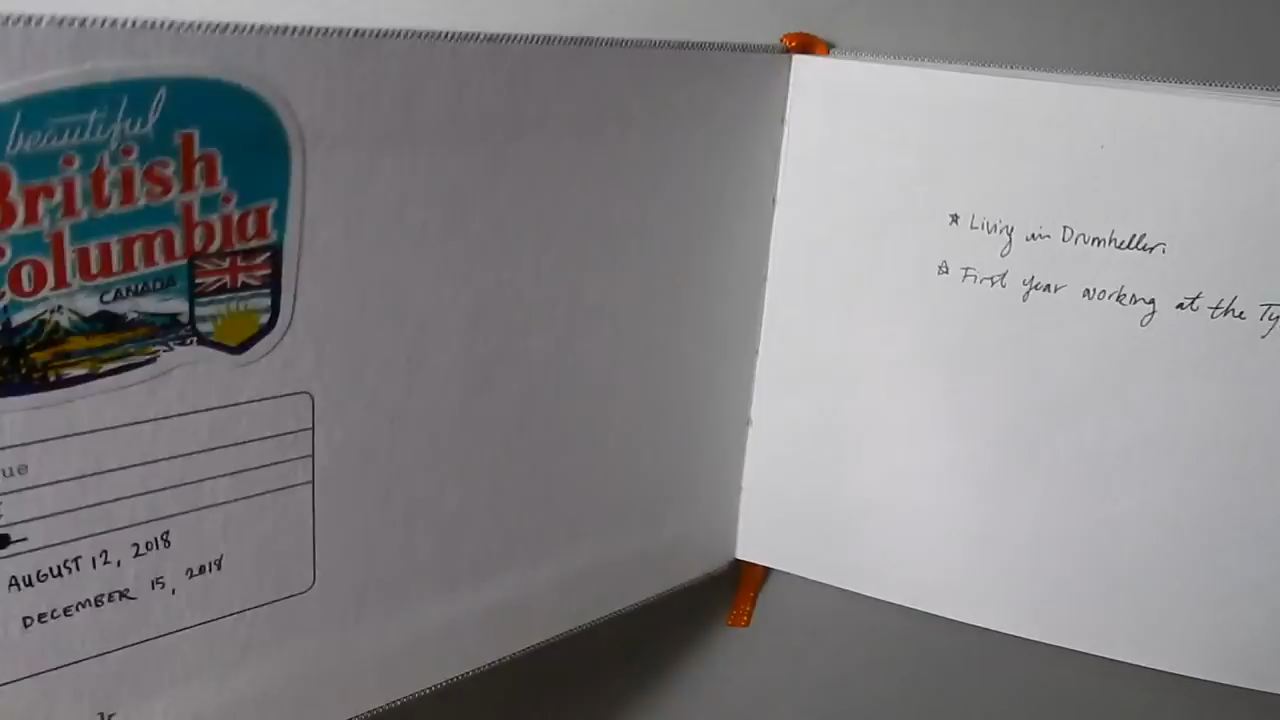 beautiful
British
Columbia
CANADA
ue
AUGUST 12, 2018
DECEMBER 15, 2018
☆ Living in Drumheller.
☆ First year working at the Ty